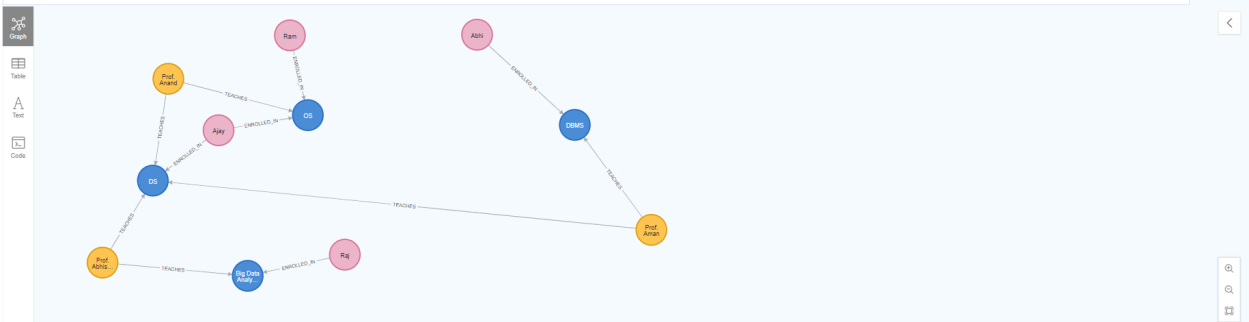 Graph
Table
Text
Code
Ram
Abhi
Prof.
Anand
ENROLLED_IN
ENROLLED_IN
TEACHES
OS
Ajay
ENROLLED_IN
DBMS
TEACHES
ENROLLED_IN
DS
TEACHES
TEACHES
TEACHES
Prof.
Aman
Raj
Prof.
Abhis...
TEACHES
ENROLLED_IN
Big Data
Analy...